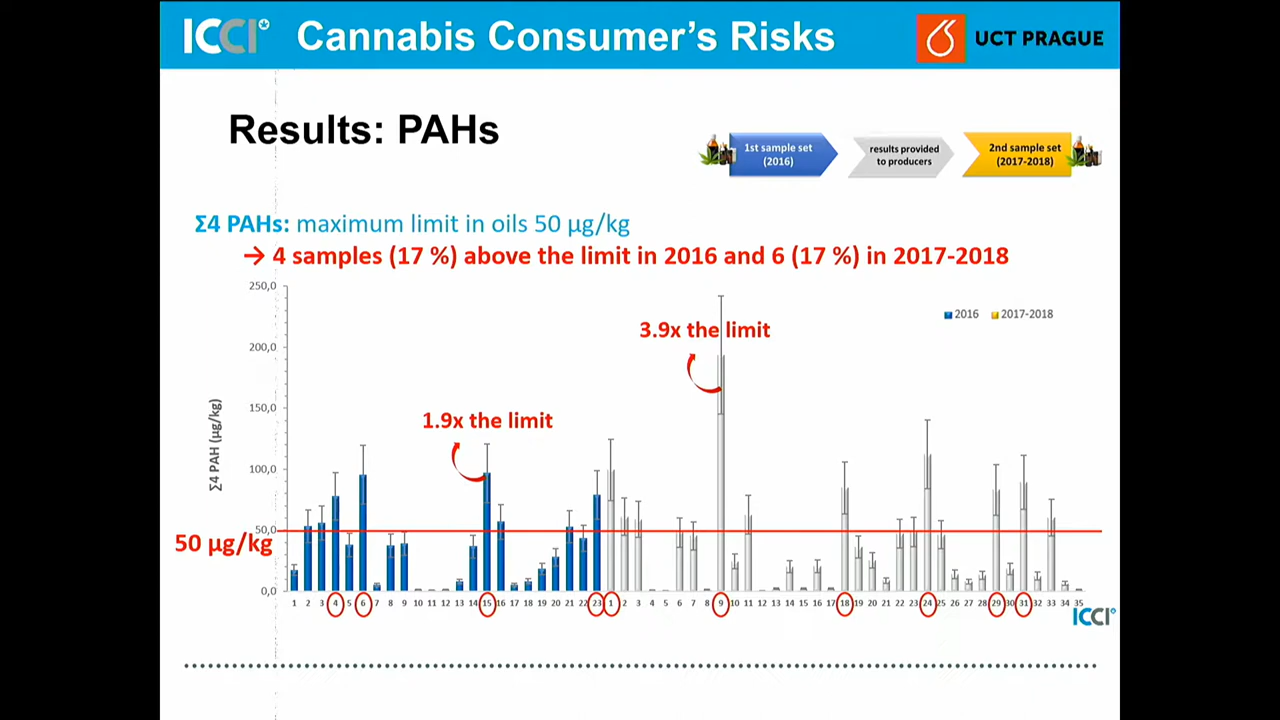 ICCI Cannabis Consumer's Risks UCT PRAGUE
Results: PAHs
1st sample set
(2016)
results provided
to producers
2nd sample set
(2017-2018)
Σ4 PAHs: maximum limit in oils 50 µg/kg
→ 4 samples (17 %) above the limit in 2016 and 6 (17 %) in 2017-2018
250,0
200,0
150,0
100,0
50,0
0,0
Σ4 PAH (µg/kg)
2016 2017-2018
3.9x the limit
1.9x the limit
50 µg/kg
1 2 3 4 5 6 7 8 9 10 11 12 13 14 15 16 17 18 19 20 21 22 23 1 2 3 4 5 6 7 8 9 10 11 12 13 14 15 16 17 18 19 20 21 22 23 24 25 26 27 28 29 30 31 32 33 34 35
ICCI